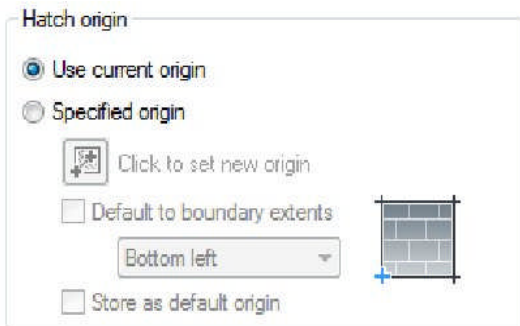 Hatch origin
Use current origin
Specified origin
Click to set new origin
Default to boundary extents
Bottom left
Store as default origin